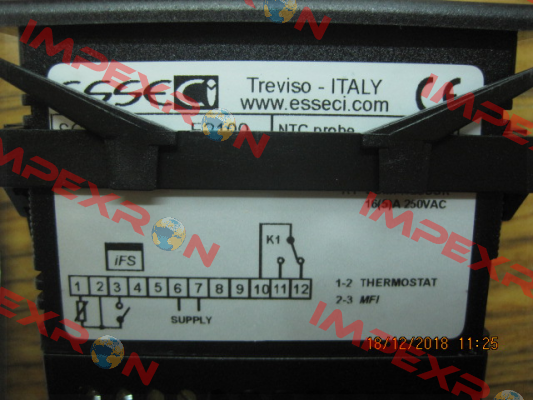 ESSECI
Treviso - ITALY
www.esseci.com
CE
NTC probe
16(5)A 250VAC
K1
iFS
1 2 3 4 5 6 7 8 9 10 11 12
1-2 THERMOSTAT
2-3 MFI
SUPPLY
18/12/2018 11:25
IMPEXRON
IMPEXRON
IMPEXRON
IMPEXRON
IMPEXRON